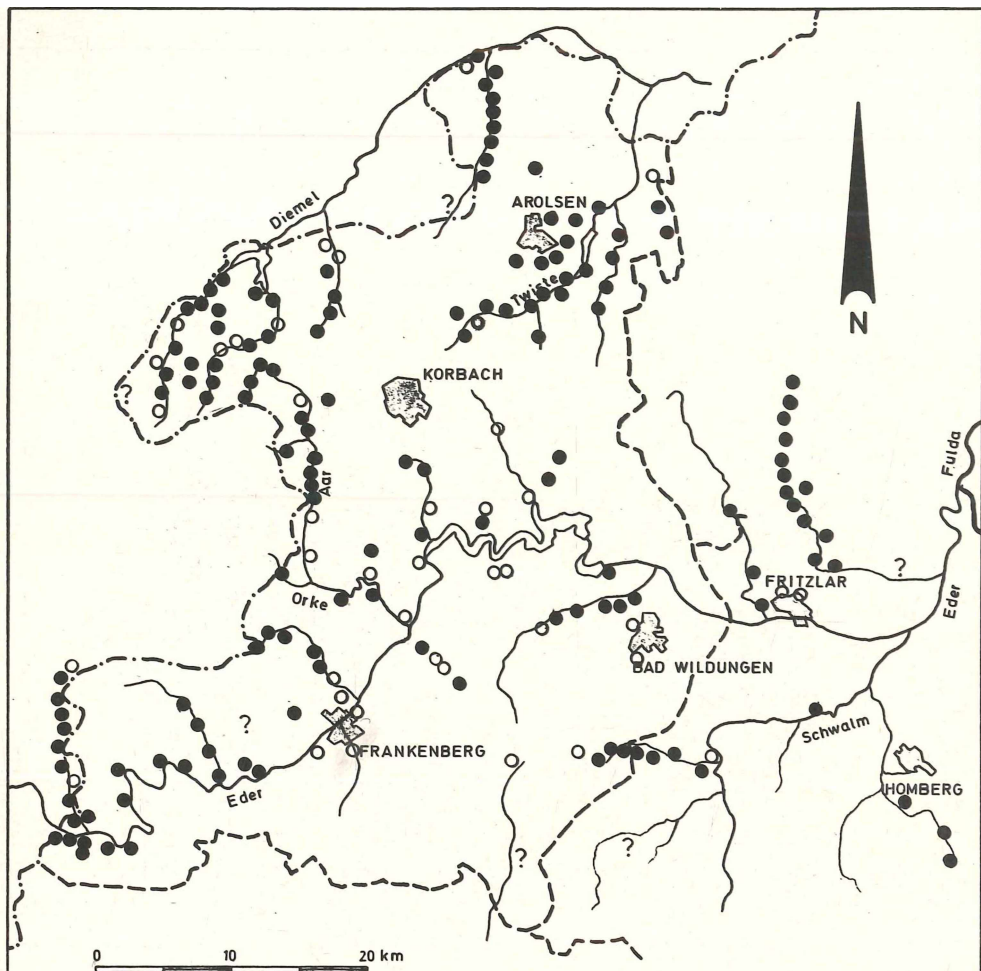 Diemel
?
AROLSEN
Twiste
N
?
KORBACH
Aar
Fulda
?
Eder
FRITZLAR
Orke
BAD WILDUNGEN
?
Schwalm
FRANKENBERG
Eder
HOMBERG
?
?
0 10 20 km